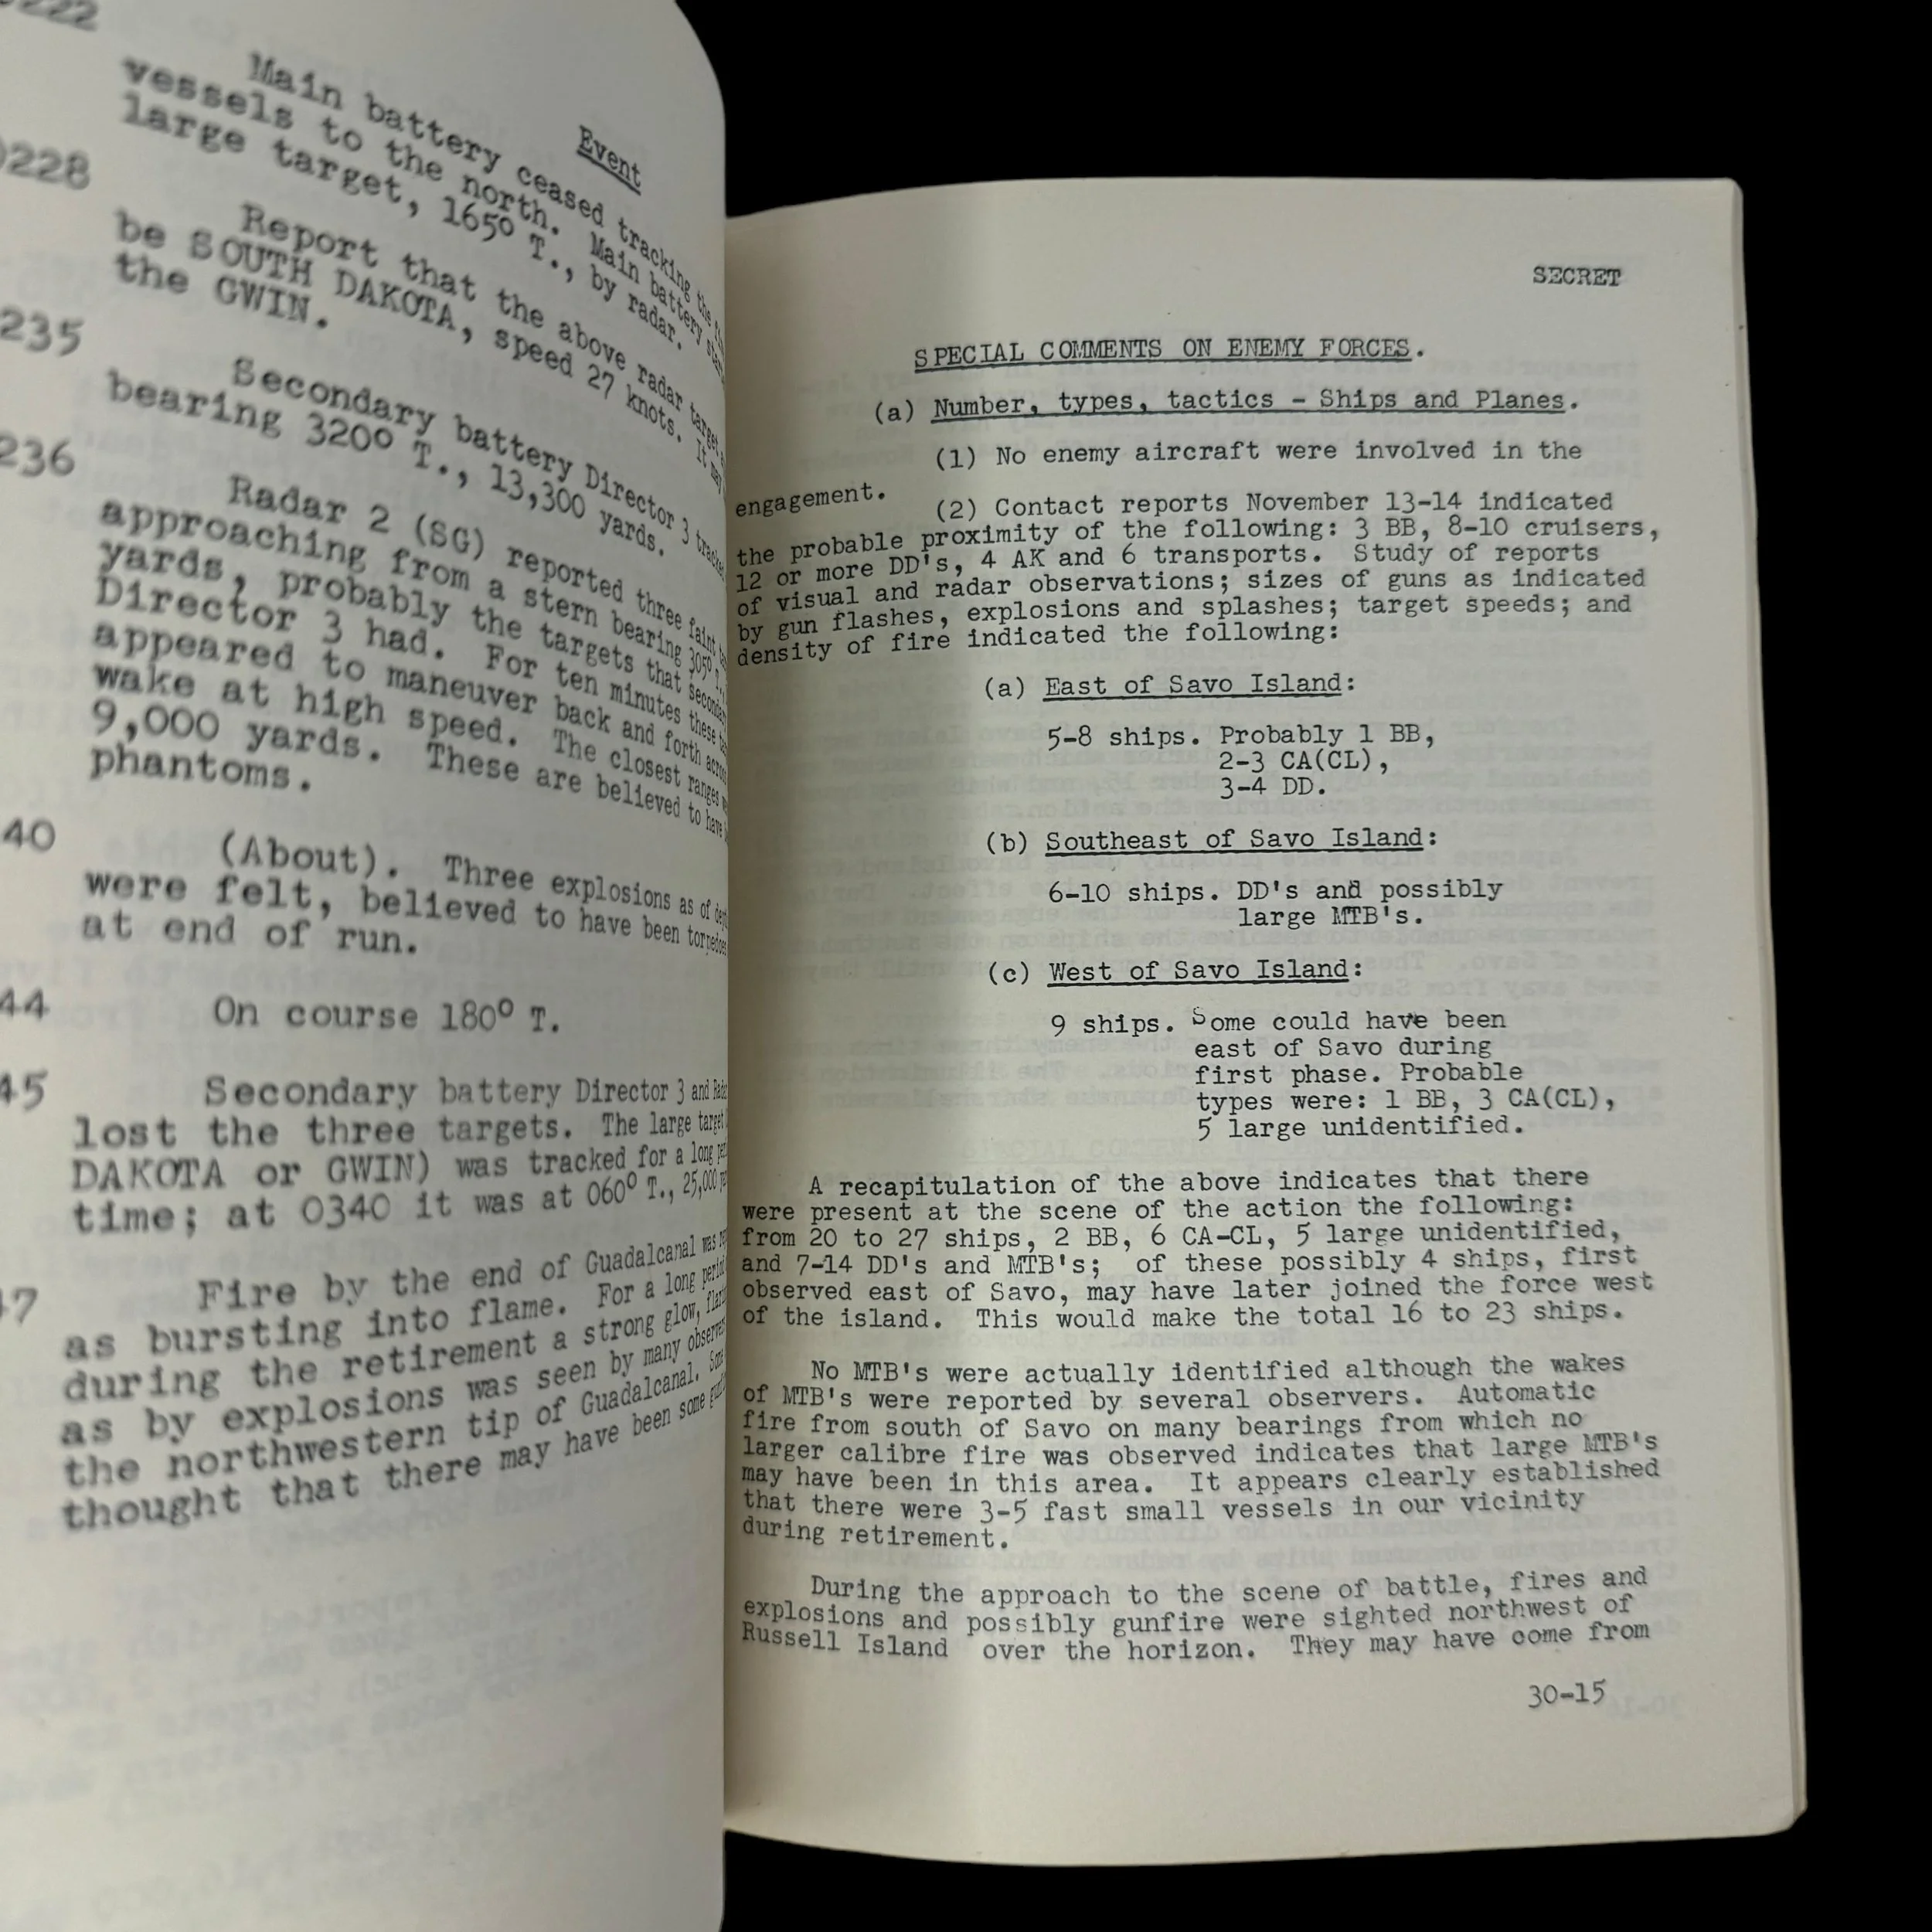 0222
Event
Main battery ceased tracking the
vessels to the north. Main battery
large target, 165° T., by radar.
0228
Report that the above radar target
be SOUTH DAKOTA, speed 27 knots. It may
the GWIN.
235
Secondary battery Director 3 tracked
bearing 320° T., 13,300 yards.
236
Radar 2 (SG) reported three faint
approaching from a stern bearing 305° T.,
yards, probably the targets that secondary
Director 3 had. For ten minutes these
appeared to maneuver back and forth across
wake at high speed. The closest ranges
9,000 yards. These are believed to have
phantoms.
40
(About). Three explosions as of
were felt, believed to have been torpedoes
at end of run.
44
On course 180° T.
45
Secondary battery Director 3 and
lost the three targets. The large target
DAKOTA or GWIN) was tracked for a long
time; at 0340 it was at 060° T., 25,000
47
Fire by the end of Guadalcanal was
as bursting into flame. For a long period
during the retirement a strong glow,
as by explosions was seen by many
the northwestern tip of Guadalcanal. Some
thought that there may have been some
SECRET
SPECIAL COMMENTS ON ENEMY FORCES.
(a) Number, types, tactics - Ships and Planes.
(1) No enemy aircraft were involved in the
engagement.
(2) Contact reports November 13-14 indicated
the probable proximity of the following: 3 BB, 8-10 cruisers,
12 or more DD's, 4 AK and 6 transports. Study of reports
of visual and radar observations; sizes of guns as indicated
by gun flashes, explosions and splashes; target speeds; and
density of fire indicated the following:
(a) East of Savo Island:
5-8 ships. Probably 1 BB,
2-3 CA(CL),
3-4 DD.
(b) Southeast of Savo Island:
6-10 ships. DD's and possibly
large MTB's.
(c) West of Savo Island:
9 ships. Some could have been
east of Savo during
first phase. Probable
types were: 1 BB, 3 CA(CL),
5 large unidentified.
A recapitulation of the above indicates that there
were present at the scene of the action the following:
from 20 to 27 ships, 2 BB, 6 CA-CL, 5 large unidentified,
and 7-14 DD's and MTB's; of these possibly 4 ships, first
observed east of Savo, may have later joined the force west
of the island. This would make the total 16 to 23 ships.
No MTB's were actually identified although the wakes
of MTB's were reported by several observers. Automatic
fire from south of Savo on many bearings from which no
larger calibre fire was observed indicates that large MTB's
may have been in this area. It appears clearly established
that there were 3-5 fast small vessels in our vicinity
during retirement.
During the approach to the scene of battle, fires and
explosions and possibly gunfire were sighted northwest of
Russell Island over the horizon. They may have come from
30-15